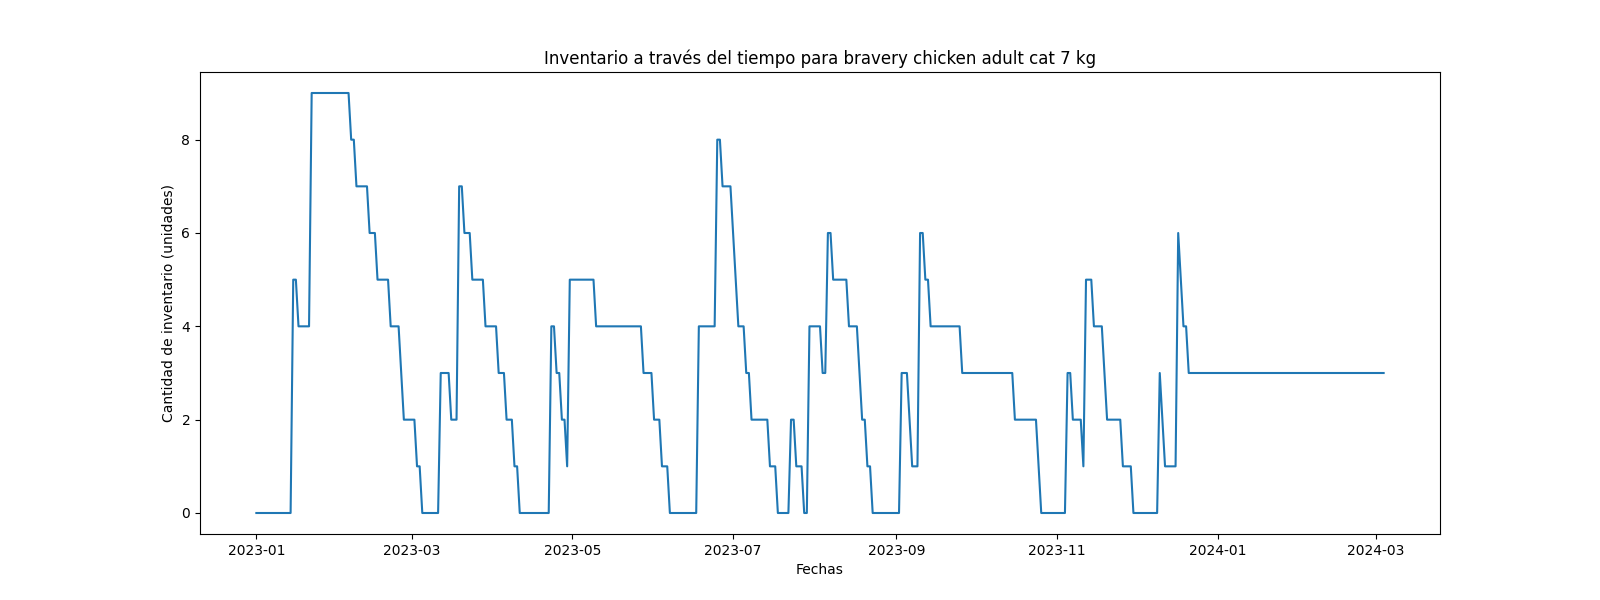 Inventario a través del tiempo para bravery chicken adult cat 7 kg
Cantidad de inventario (unidades)
8
6
4
2
0
2023-01 2023-03 2023-05 2023-07 2023-09 2023-11 2024-01 2024-03
Fechas